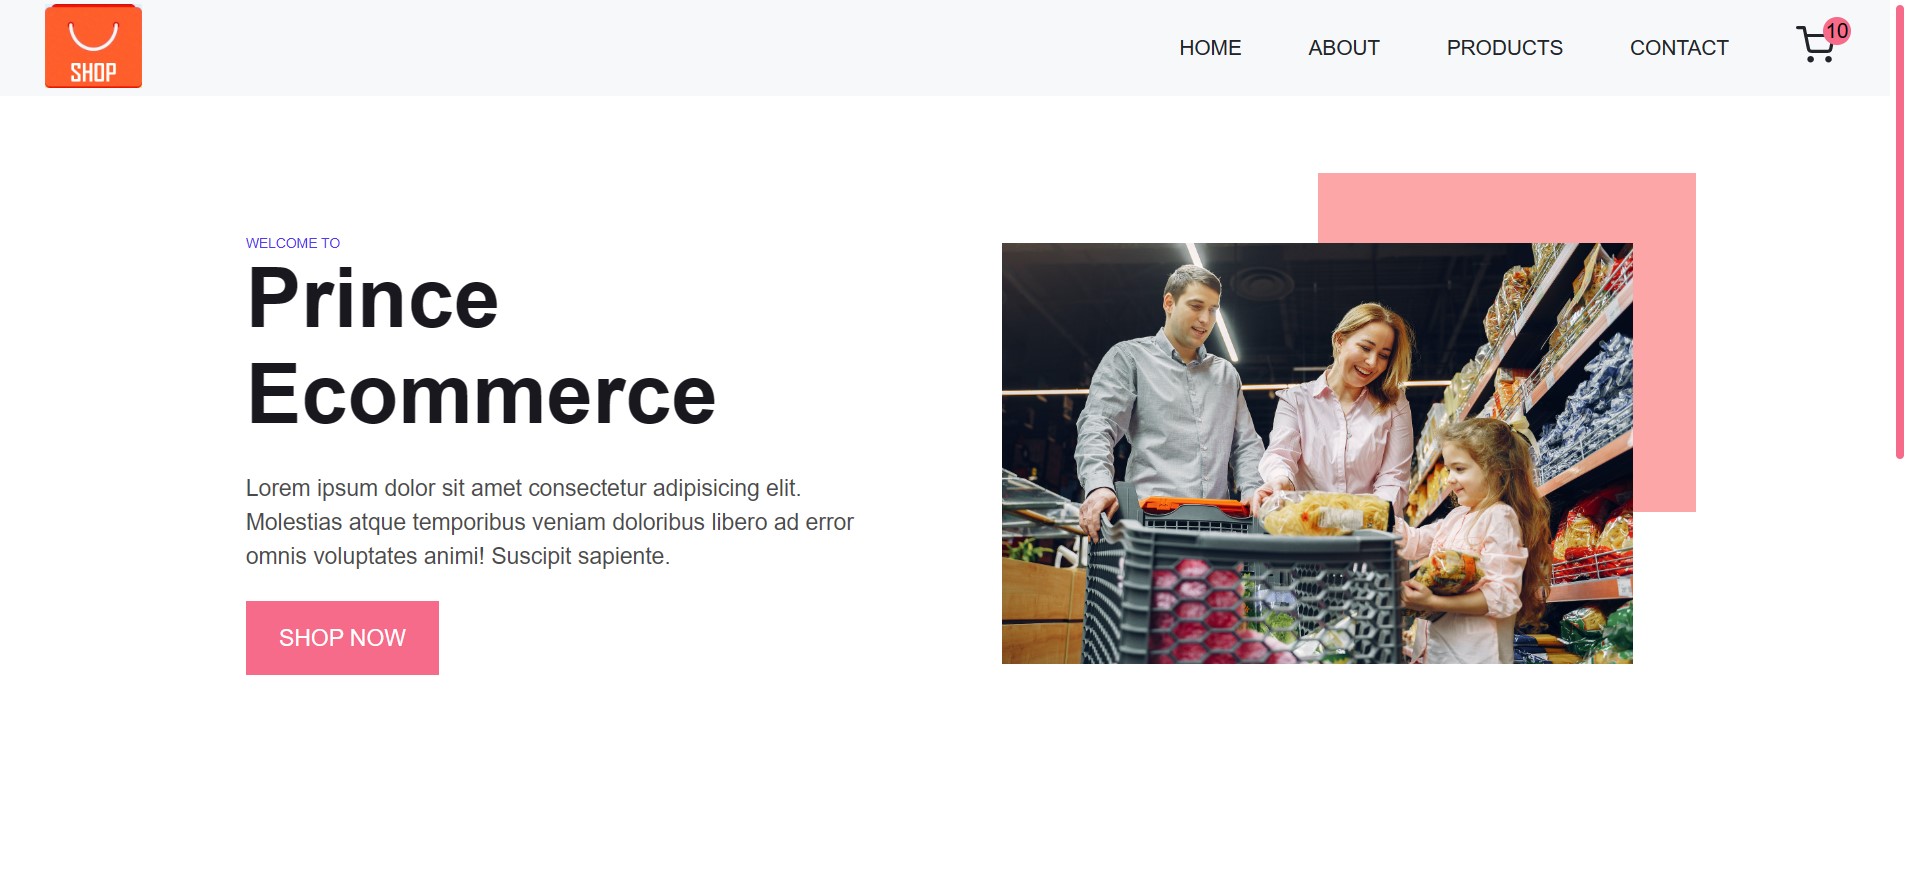 SHOP
HOME ABOUT PRODUCTS CONTACT 10
WELCOME TO
Prince
Ecommerce
Lorem ipsum dolor sit amet consectetur adipisicing elit.
Molestias atque temporibus veniam doloribus libero ad error
omnis voluptates animi! Suscipit sapiente.
SHOP NOW